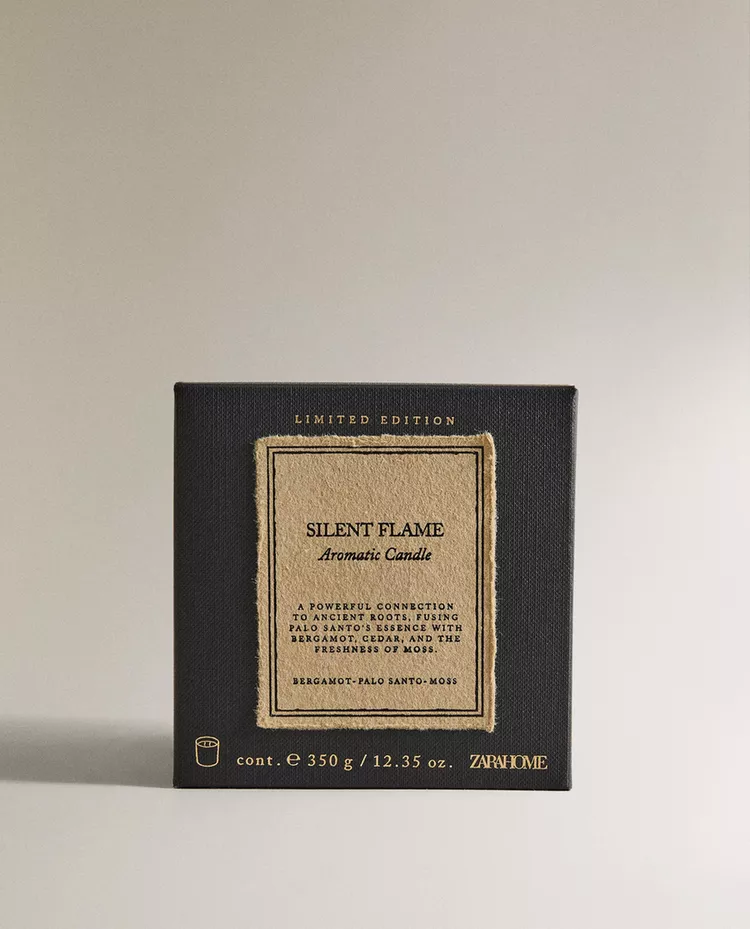 LIMITED EDITION
SILENT FLAME
Aromatic Candle
A POWERFUL CONNECTION
TO ANCIENT ROOTS, FUSING
PALO SANTO'S ESSENCE WITH
BERGAMOT, CEDAR, AND THE
FRESHNESS OF MOSS.
BERGAMOT-PALO SANTO-MOSS
cont. ℮ 350 g / 12.35 oz. ZARAHOME